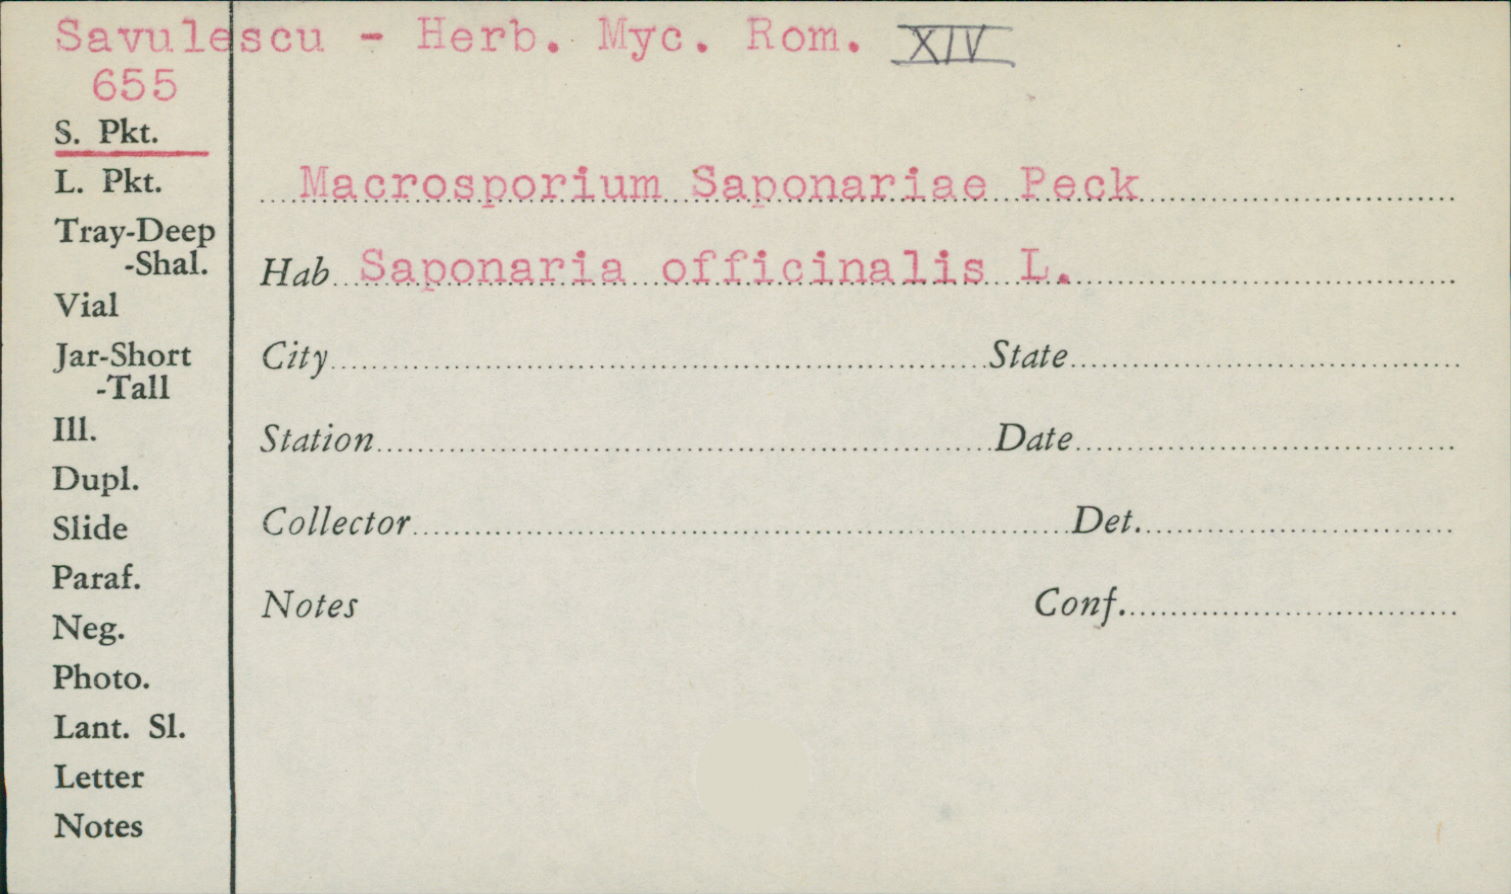 Savulescu - Herb. Myc. Rom. XIV
655
S. Pkt.
L. Pkt.
Tray-Deep
-Shal.
Vial
Jar-Short
-Tall
Ill.
Dupl.
Slide
Paraf.
Neg.
Photo.
Lant. Sl.
Letter
Notes
Macrosporium Saponariae Peck
Hab Saponaria officinalis L.
City State
Station Date
Collector Det.
Notes Conf.